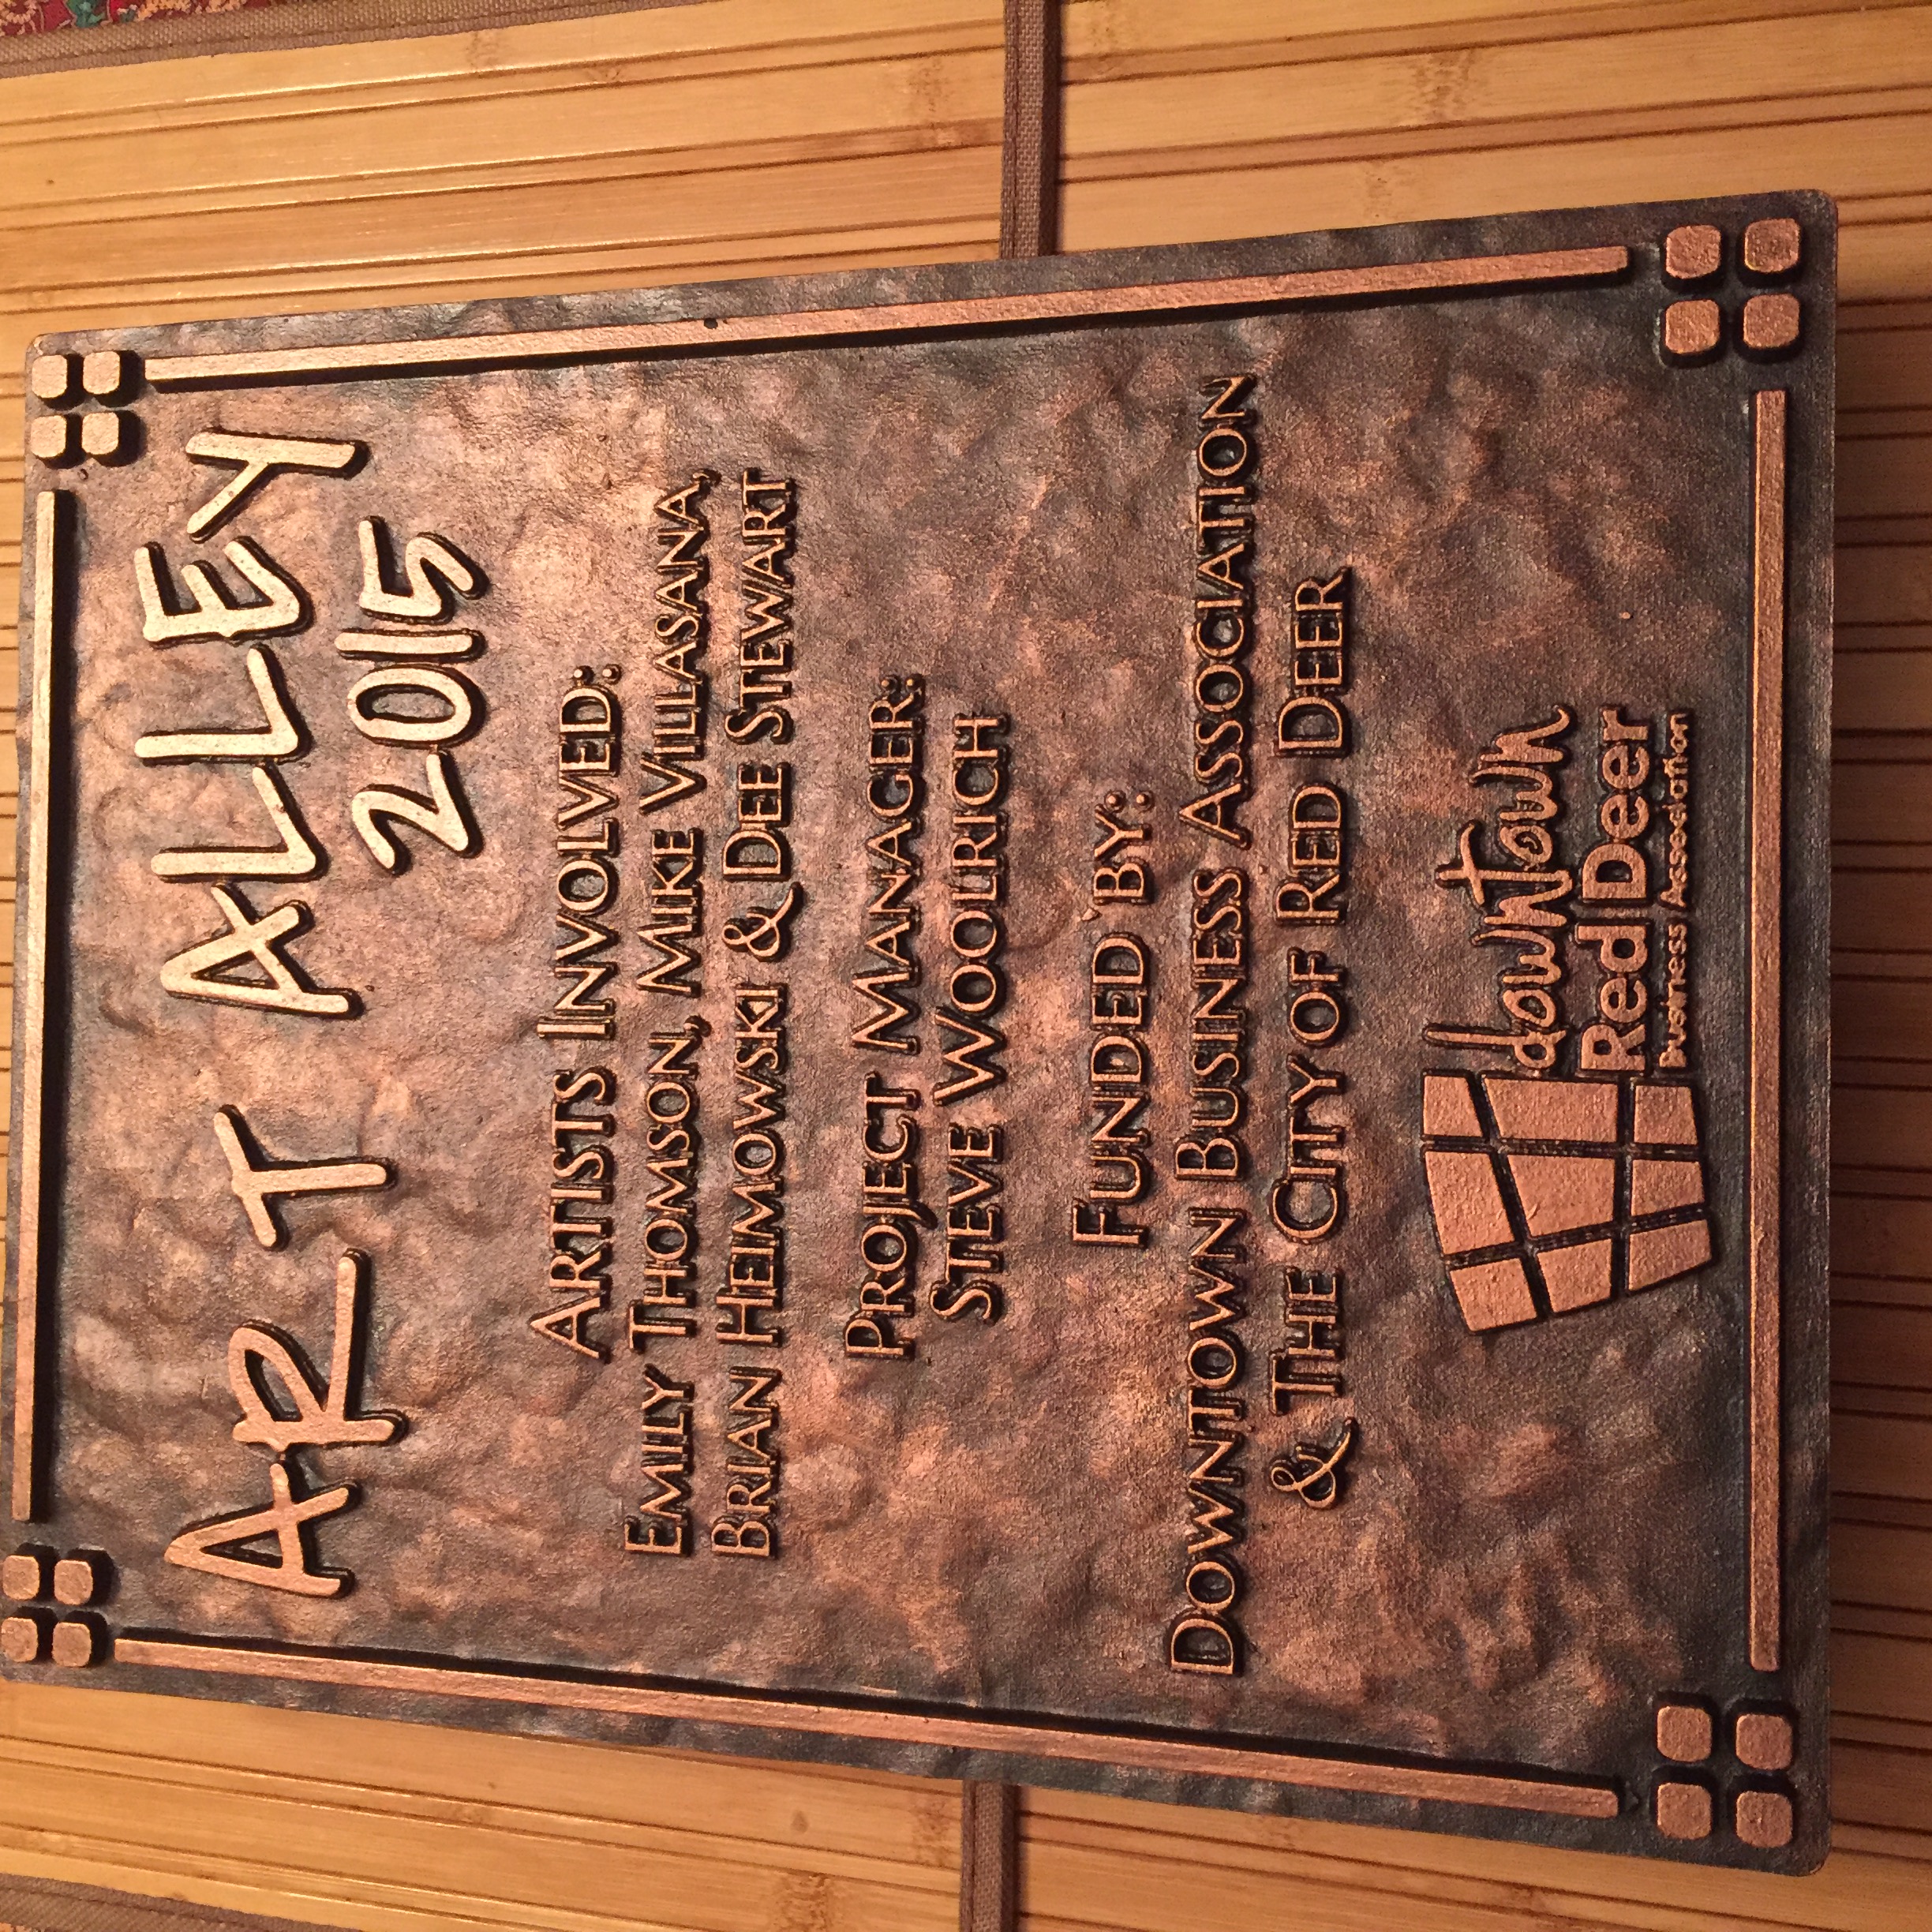 ART ALLEY
2015
ARTISTS INVOLVED:
EMILY THOMSON, MIKE VILLASANA,
BRIAN HEIMOWSKI & DEE STEWART
PROJECT MANAGER:
STEVE WOOLRICH
FUNDED BY:
DOWNTOWN BUSINESS ASSOCIATION
& THE CITY OF RED DEER
downtown
Red Deer
Business Association